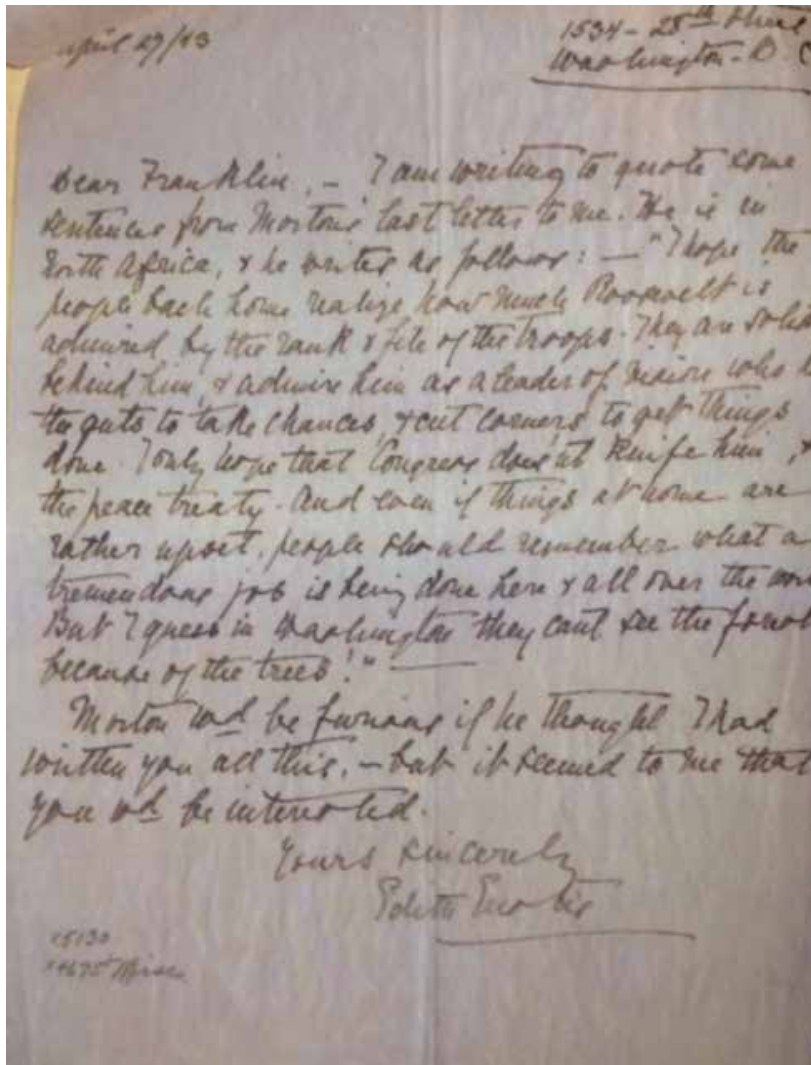 April 29/43
1534 - 28th Street
Washington - D. C
Dear Franklin, - I am writing to quote some
sentences from Morton's last letter to me. He is in
North Africa, & he writes as follows: - "I hope the
people back home realize how much Roosevelt is
admired by the rank & file of the troops. They are solid
behind him, & admire him as a leader of vision who h
the guts to take chances, & cut corners to get things
done. I only hope that Congress does'nt knife him, &
the peace treaty. And even if things at home are
rather upset, people should remember what a
tremendous job is being done here & all over the wor
But I guess in Washington they cant see the forest
because of the trees!" -
Morton wd be furious if he thought I had
written you all this, - but it seemed to me that
you wd be interested.
Yours sincerely
Edith Eustis